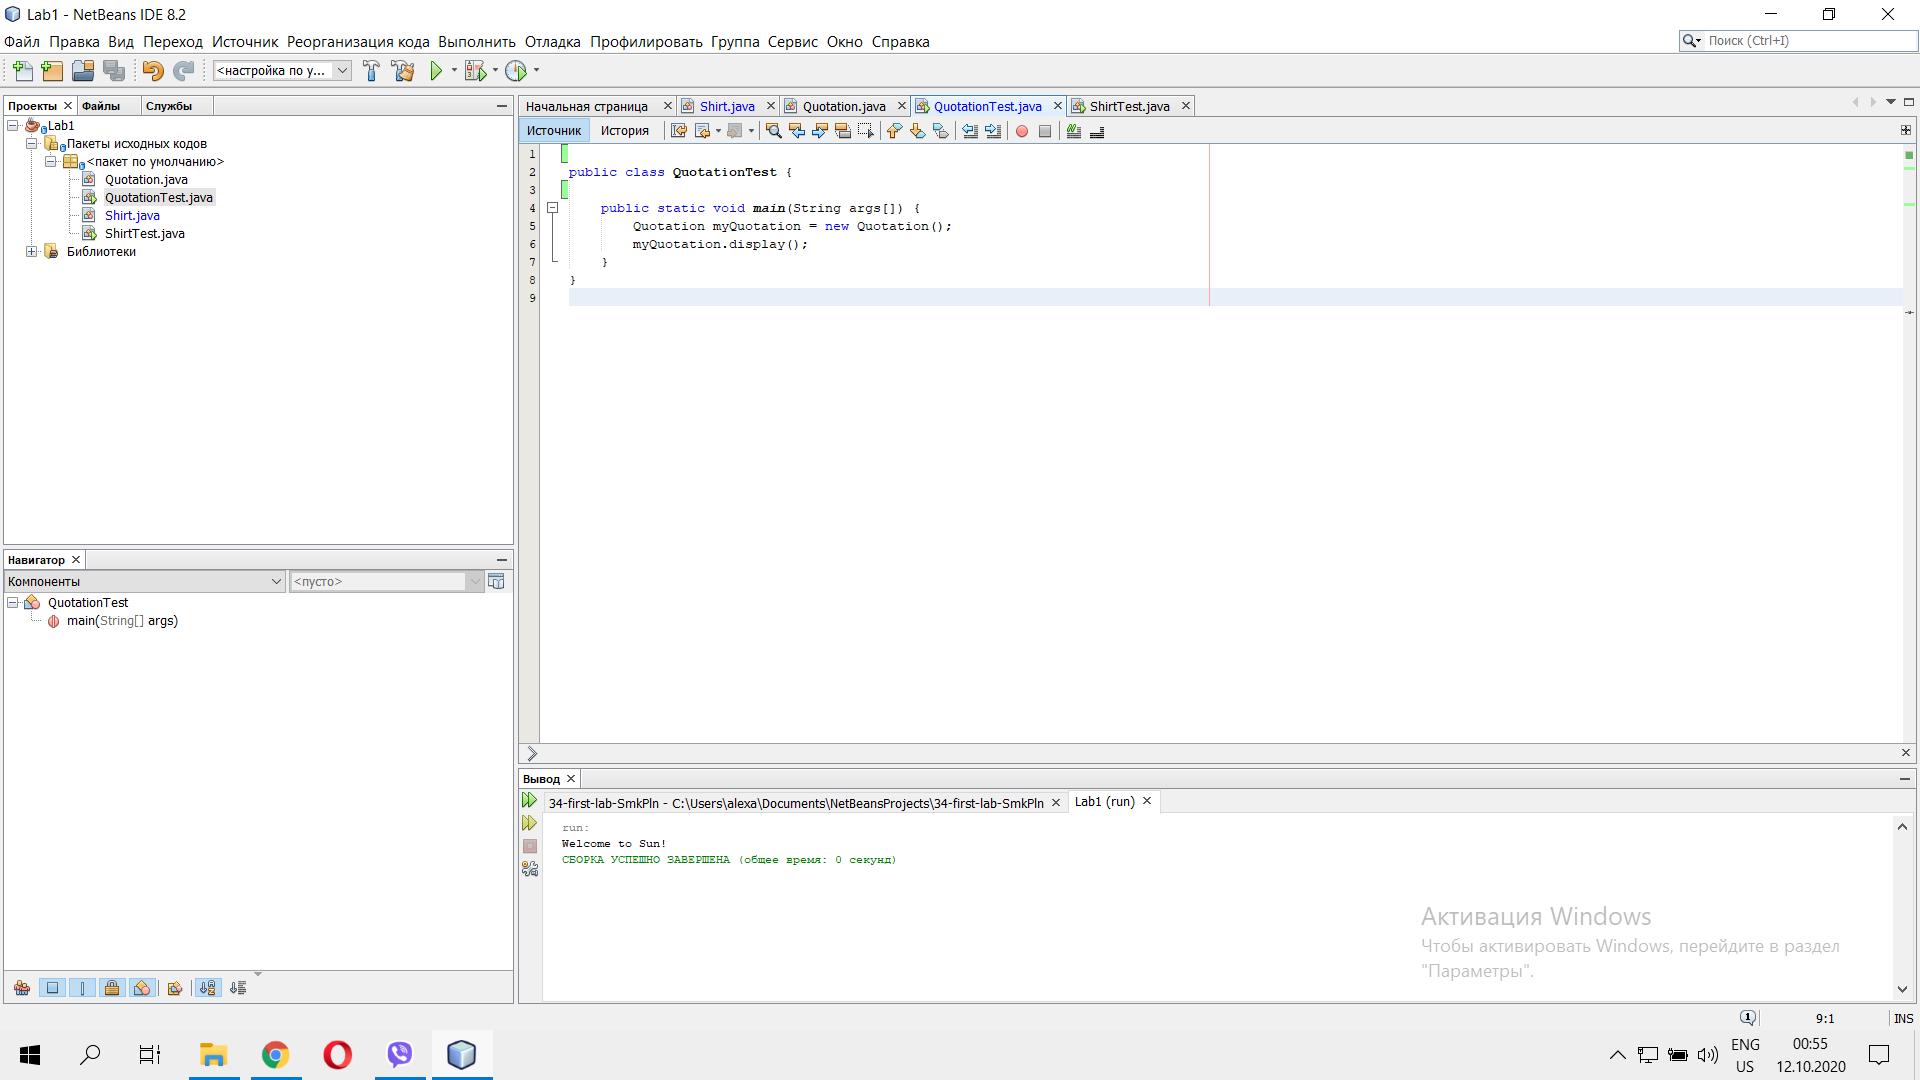 Lab1 - NetBeans IDE 8.2
Файл Правка Вид Переход Источник Реорганизация кода Выполнить Отладка Профилировать Группа Сервис Окно Справка
Поиск (Ctrl+I)
<настройка по у...
Проекты Файлы Службы
Lab1
Пакеты исходных кодов
<пакет по умолчанию>
Quotation.java
QuotationTest.java
Shirt.java
ShirtTest.java
Библиотеки
Навигатор
Компоненты <пусто>
QuotationTest
main(String[] args)
Начальная страница Shirt.java Quotation.java QuotationTest.java ShirtTest.java
Источник История
1
2 public class QuotationTest {
3
4 public static void main(String args[]) {
5 Quotation myQuotation = new Quotation();
6 myQuotation.display();
7 }
8 }
9
Вывод
34-first-lab-SmkPln - C:\Users\alexa\Documents\NetBeansProjects\34-first-lab-SmkPln Lab1 (run)
run:
Welcome to Sun!
СБОРКА УСПЕШНО ЗАВЕРШЕНА (общее время: 0 секунд)
Активация Windows
Чтобы активировать Windows, перейдите в раздел
"Параметры".
9:1 INS
ENG
US
00:55
12.10.2020